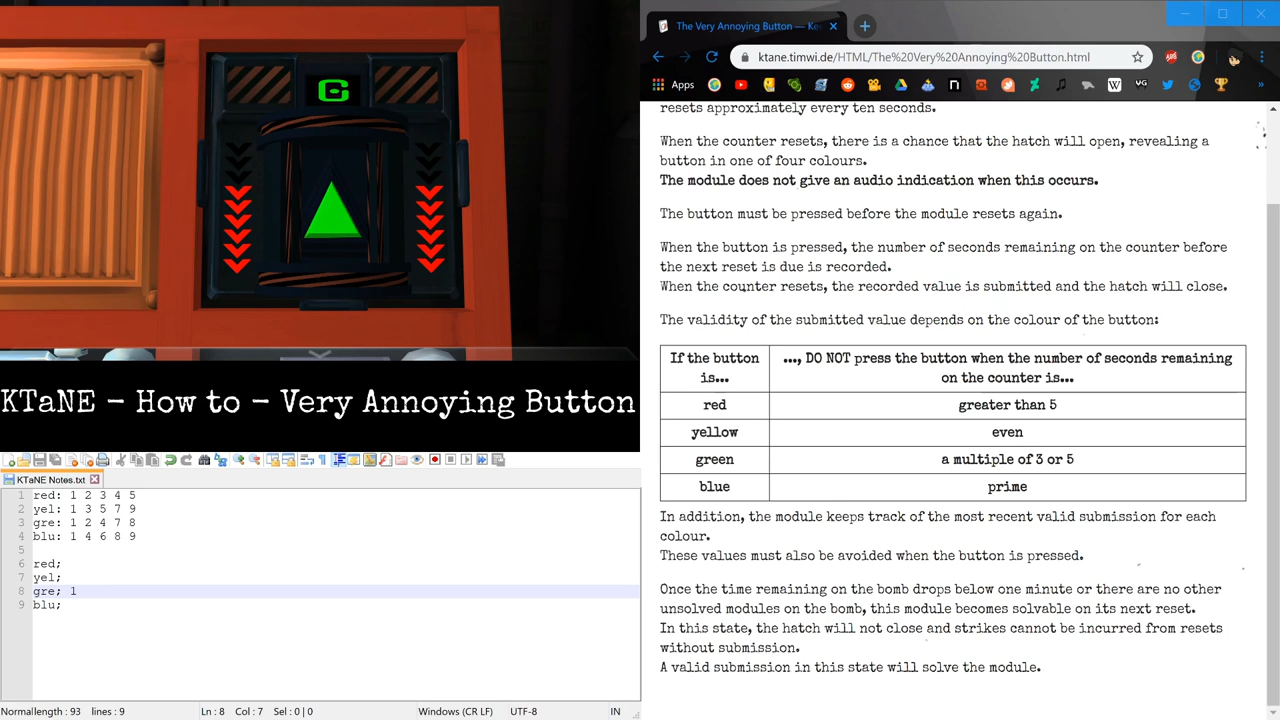 G
KTaNE - How to - Very Annoying Button
KTaNE Notes.txt
1 red: 1 2 3 4 5
2 yel: 1 3 5 7 9
3 gre: 1 2 4 7 8
4 blu: 1 4 6 8 9
5
6 red;
7 yel;
8 gre; 1
9 blu;
Normal length : 93 lines : 9 Ln : 8 Col : 7 Sel : 0 | 0 Windows (CR LF) UTF-8 IN
The Very Annoying Button — Ke
ktane.timwi.de/HTML/The%20Very%20Annoying%20Button.html
Apps
resets approximately every ten seconds.
When the counter resets, there is a chance that the hatch will open, revealing a
button in one of four colours.
The module does not give an audio indication when this occurs.
The button must be pressed before the module resets again.
When the button is pressed, the number of seconds remaining on the counter before
the next reset is due is recorded.
When the counter resets, the recorded value is submitted and the hatch will close.
The validity of the submitted value depends on the colour of the button:
If the button is...
..., DO NOT press the button when the number of seconds remaining
on the counter is...
red greater than 5
yellow even
green a multiple of 3 or 5
blue prime
In addition, the module keeps track of the most recent valid submission for each
colour.
These values must also be avoided when the button is pressed.
Once the time remaining on the bomb drops below one minute or there are no other
unsolved modules on the bomb, this module becomes solvable on its next reset.
In this state, the hatch will not close and strikes cannot be incurred from resets
without submission.
A valid submission in this state will solve the module.